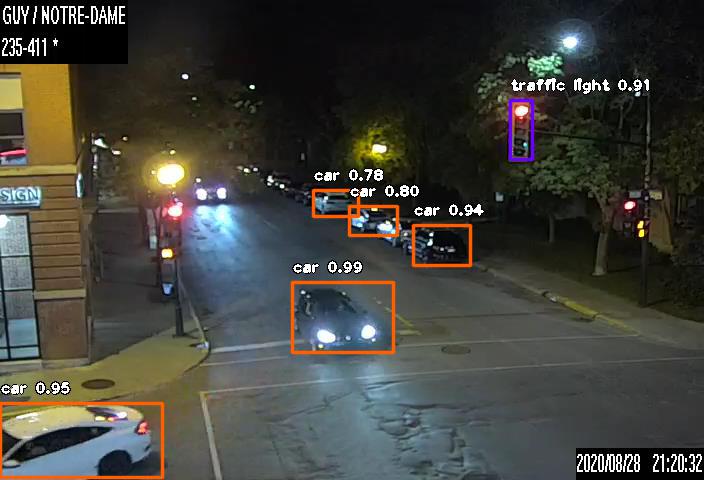 GUY / NOTRE-DAME
235-411 *
traffic light 0.91
car 0.78
car 0.80
SIGN
car 0.94
car 0.99
car 0.95
2020/08/28 21:20:32